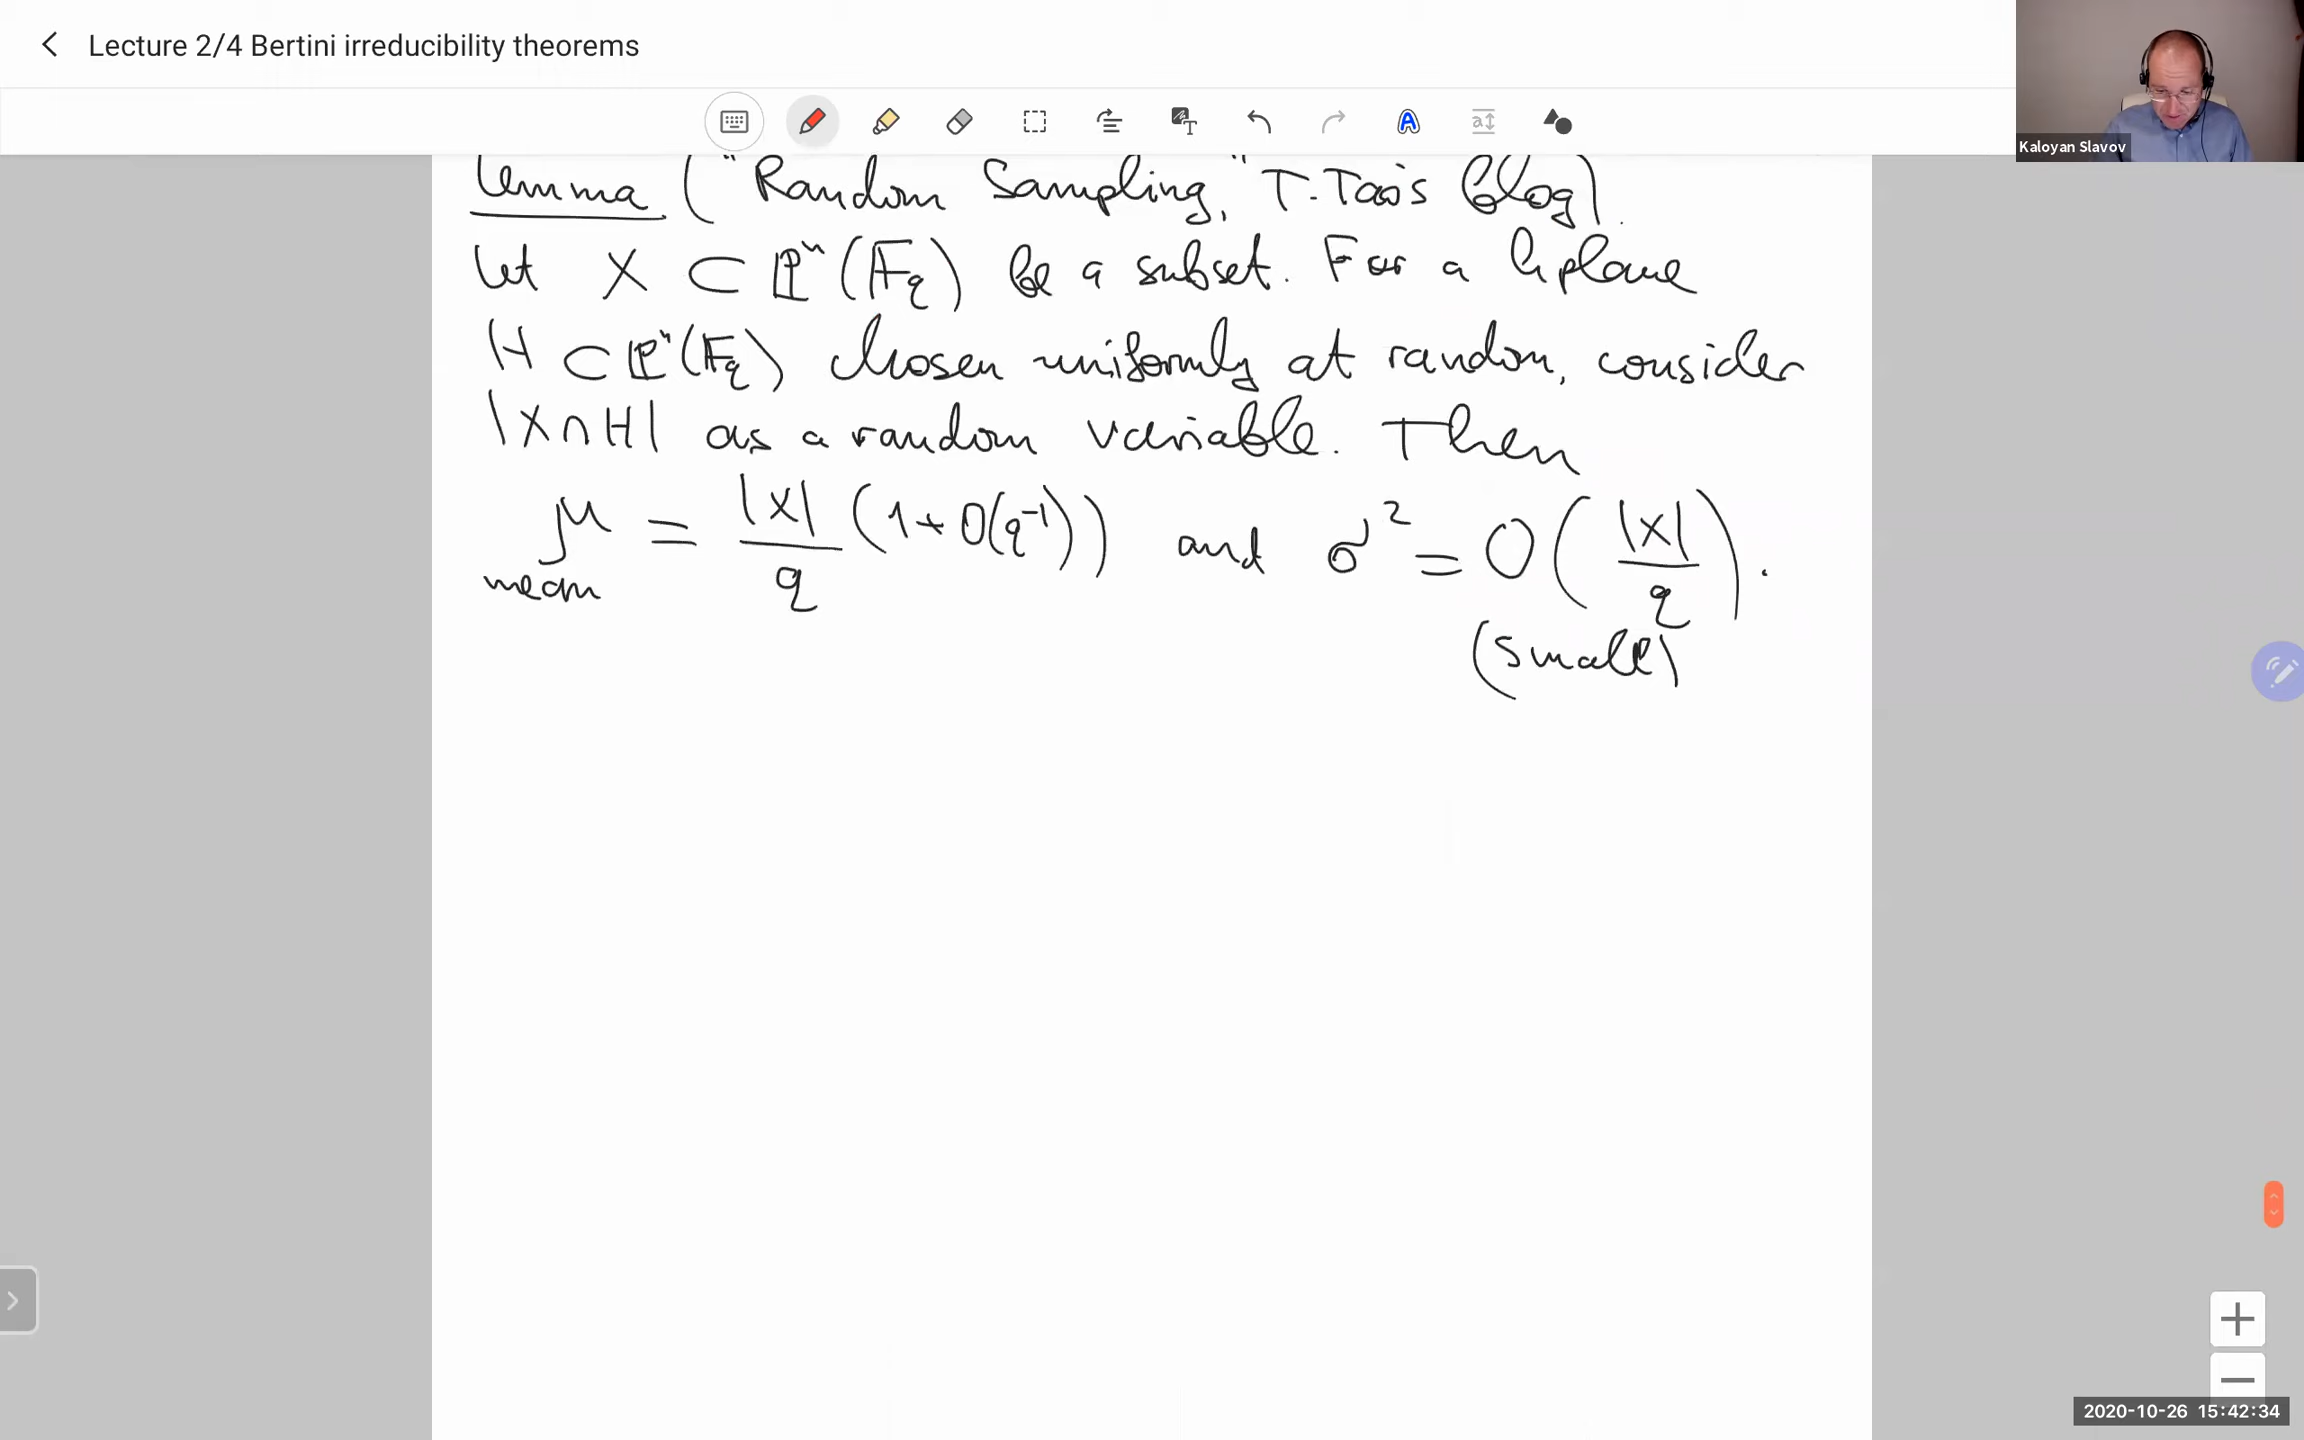 Lecture 2/4 Bertini irreducibility theorems
Kaloyan Slavov
Lemma ("Random Sampling," T. Tao's blog).
Let X ⊂ ℙⁿ(𝔽_q) be a subset. For a hplane
H ⊂ ℙⁿ(𝔽_q) chosen uniformly at random, consider
|X∩H| as a random variable. Then
μ = |X|/q (1+O(q⁻¹)) and σ² = O(|X|/q).
mean
(small)
2020-10-26 15:42:34